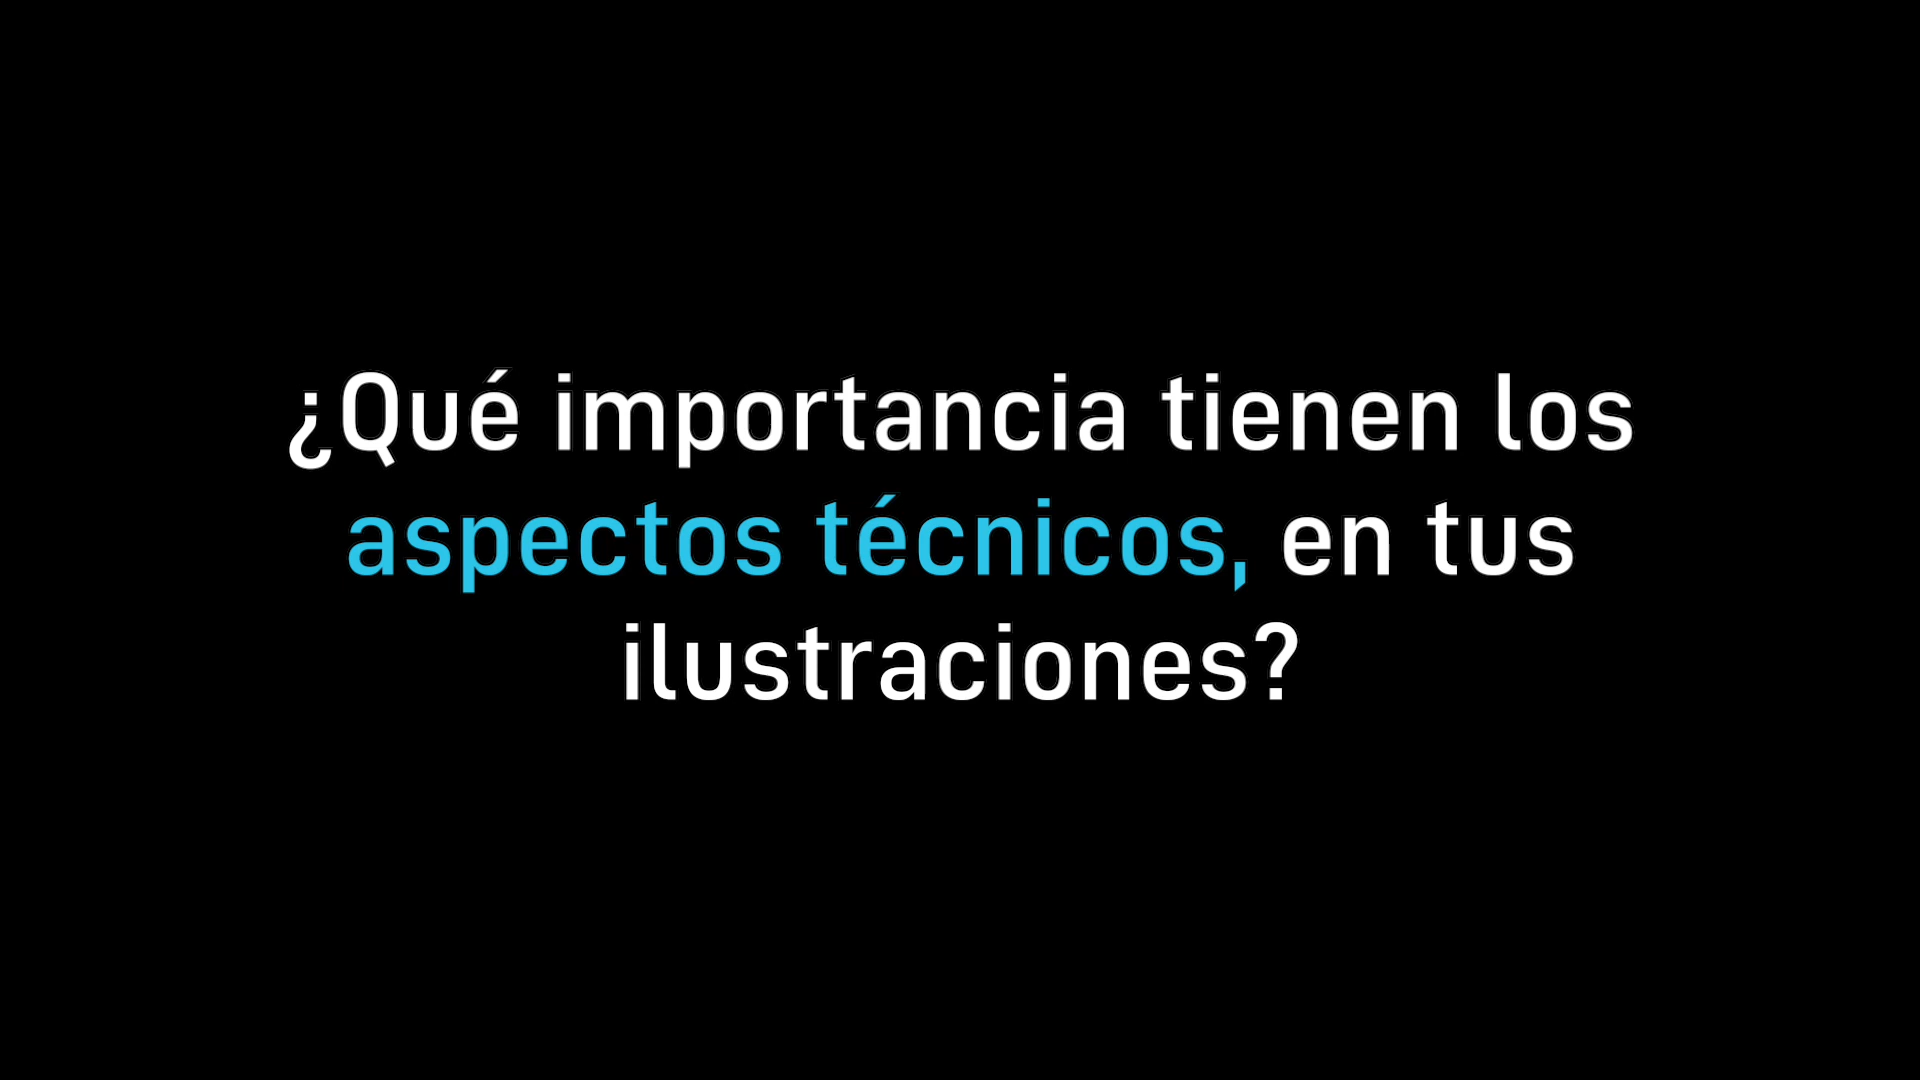 ¿Qué importancia tienen los
aspectos técnicos, en tus
ilustraciones?